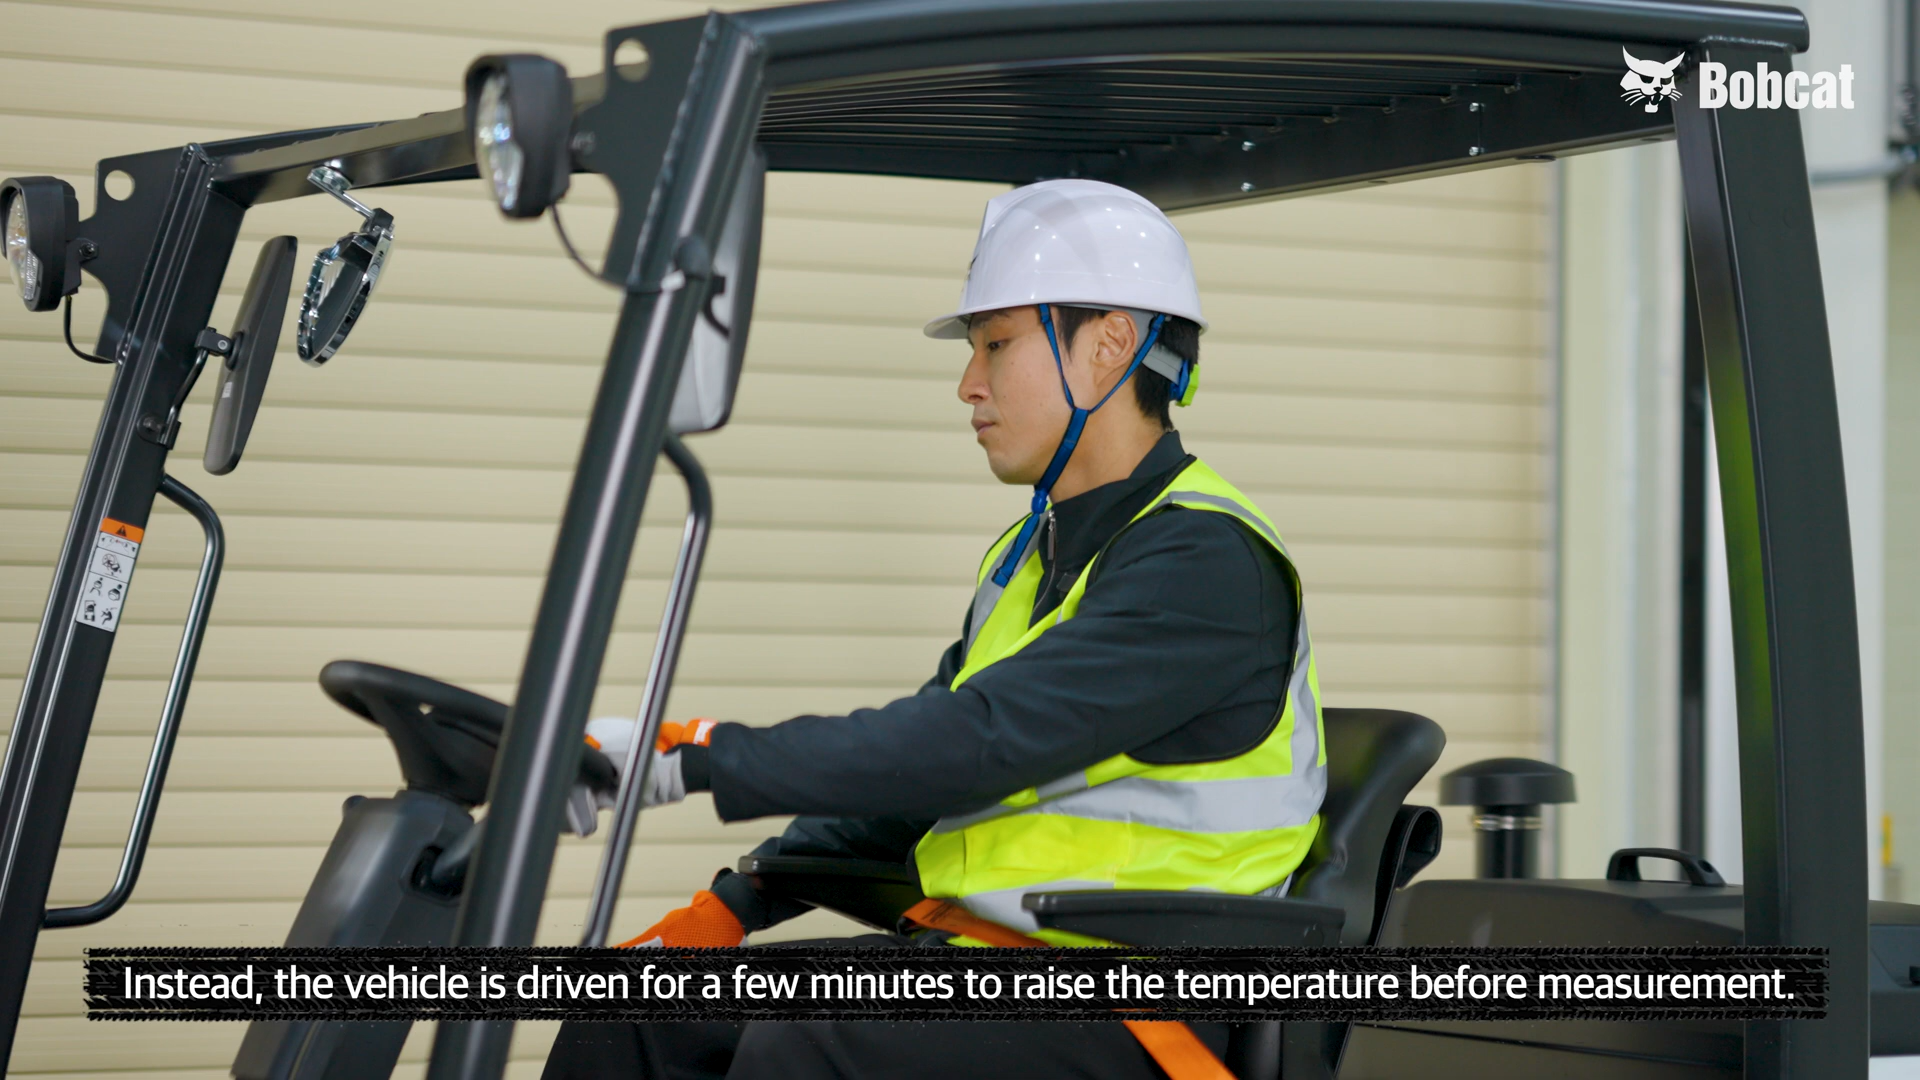 Bobcat
Instead, the vehicle is driven for a few minutes to raise the temperature before measurement.